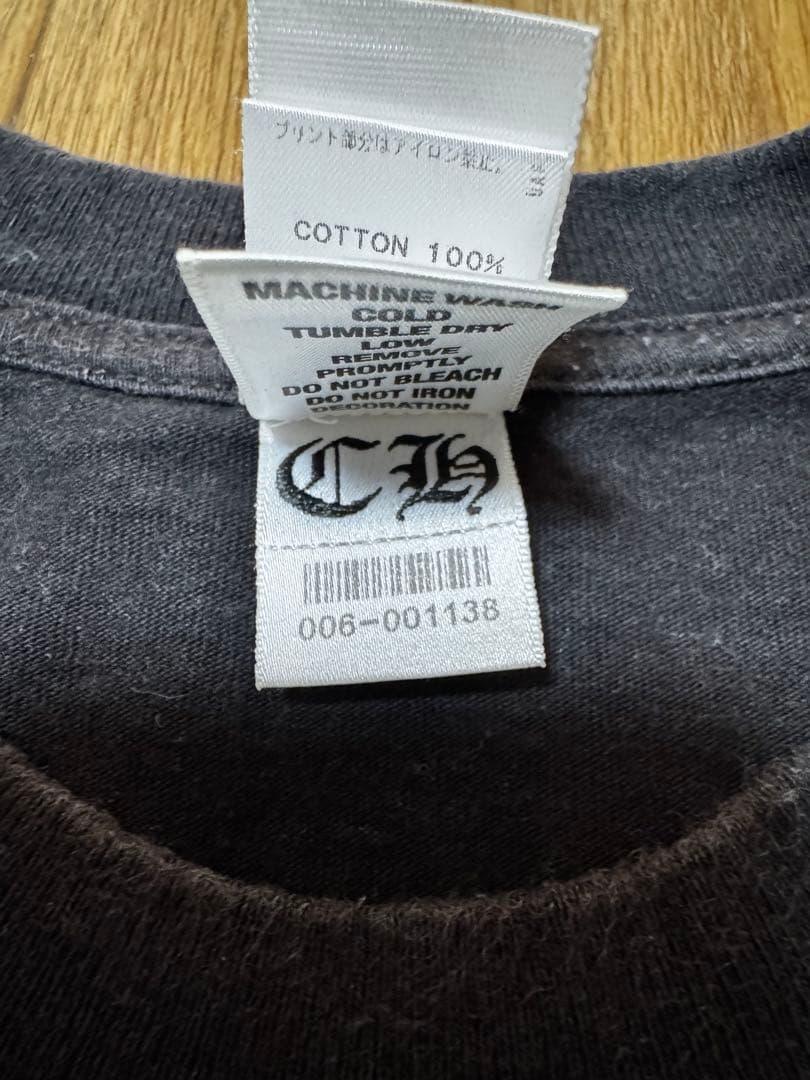 プリント部分はアイロン禁止。
COTTON 100%
MACHINE WASH
COLD
TUMBLE DRY
LOW
REMOVE
PROMPTLY
DO NOT BLEACH
DO NOT IRON
DECORATION
CH
006-001138